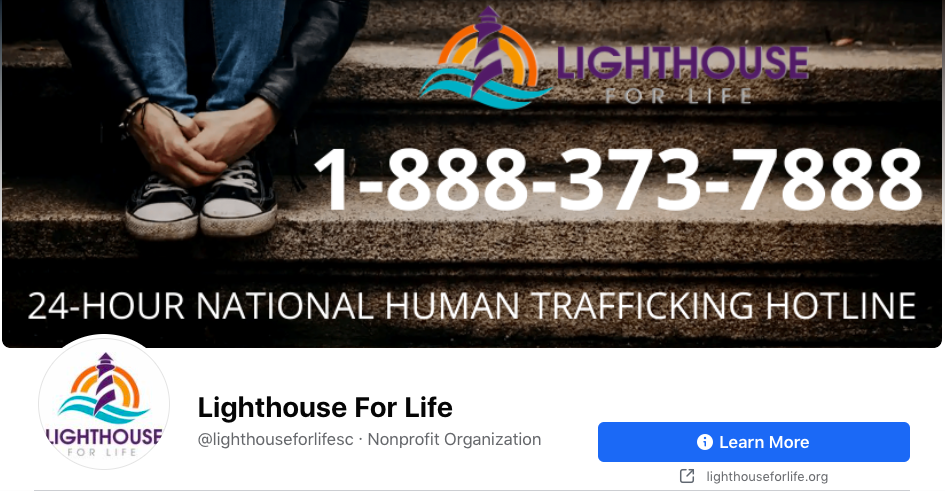 LIGHTHOUSE
FOR LIFE
1-888-373-7888
24-HOUR NATIONAL HUMAN TRAFFICKING HOTLINE
LIGHTHOUSE
FOR LIFE
Lighthouse For Life
@lighthouseforlifesc · Nonprofit Organization
Learn More
lighthouseforlife.org